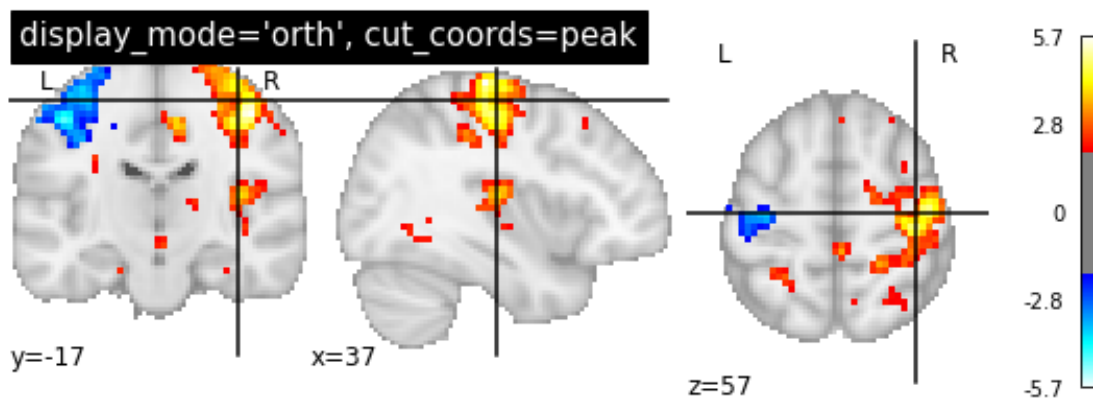 display_mode='orth', cut_coords=peak
L R
L R
y=-17
x=37
z=57
5.7
2.8
0
-2.8
-5.7